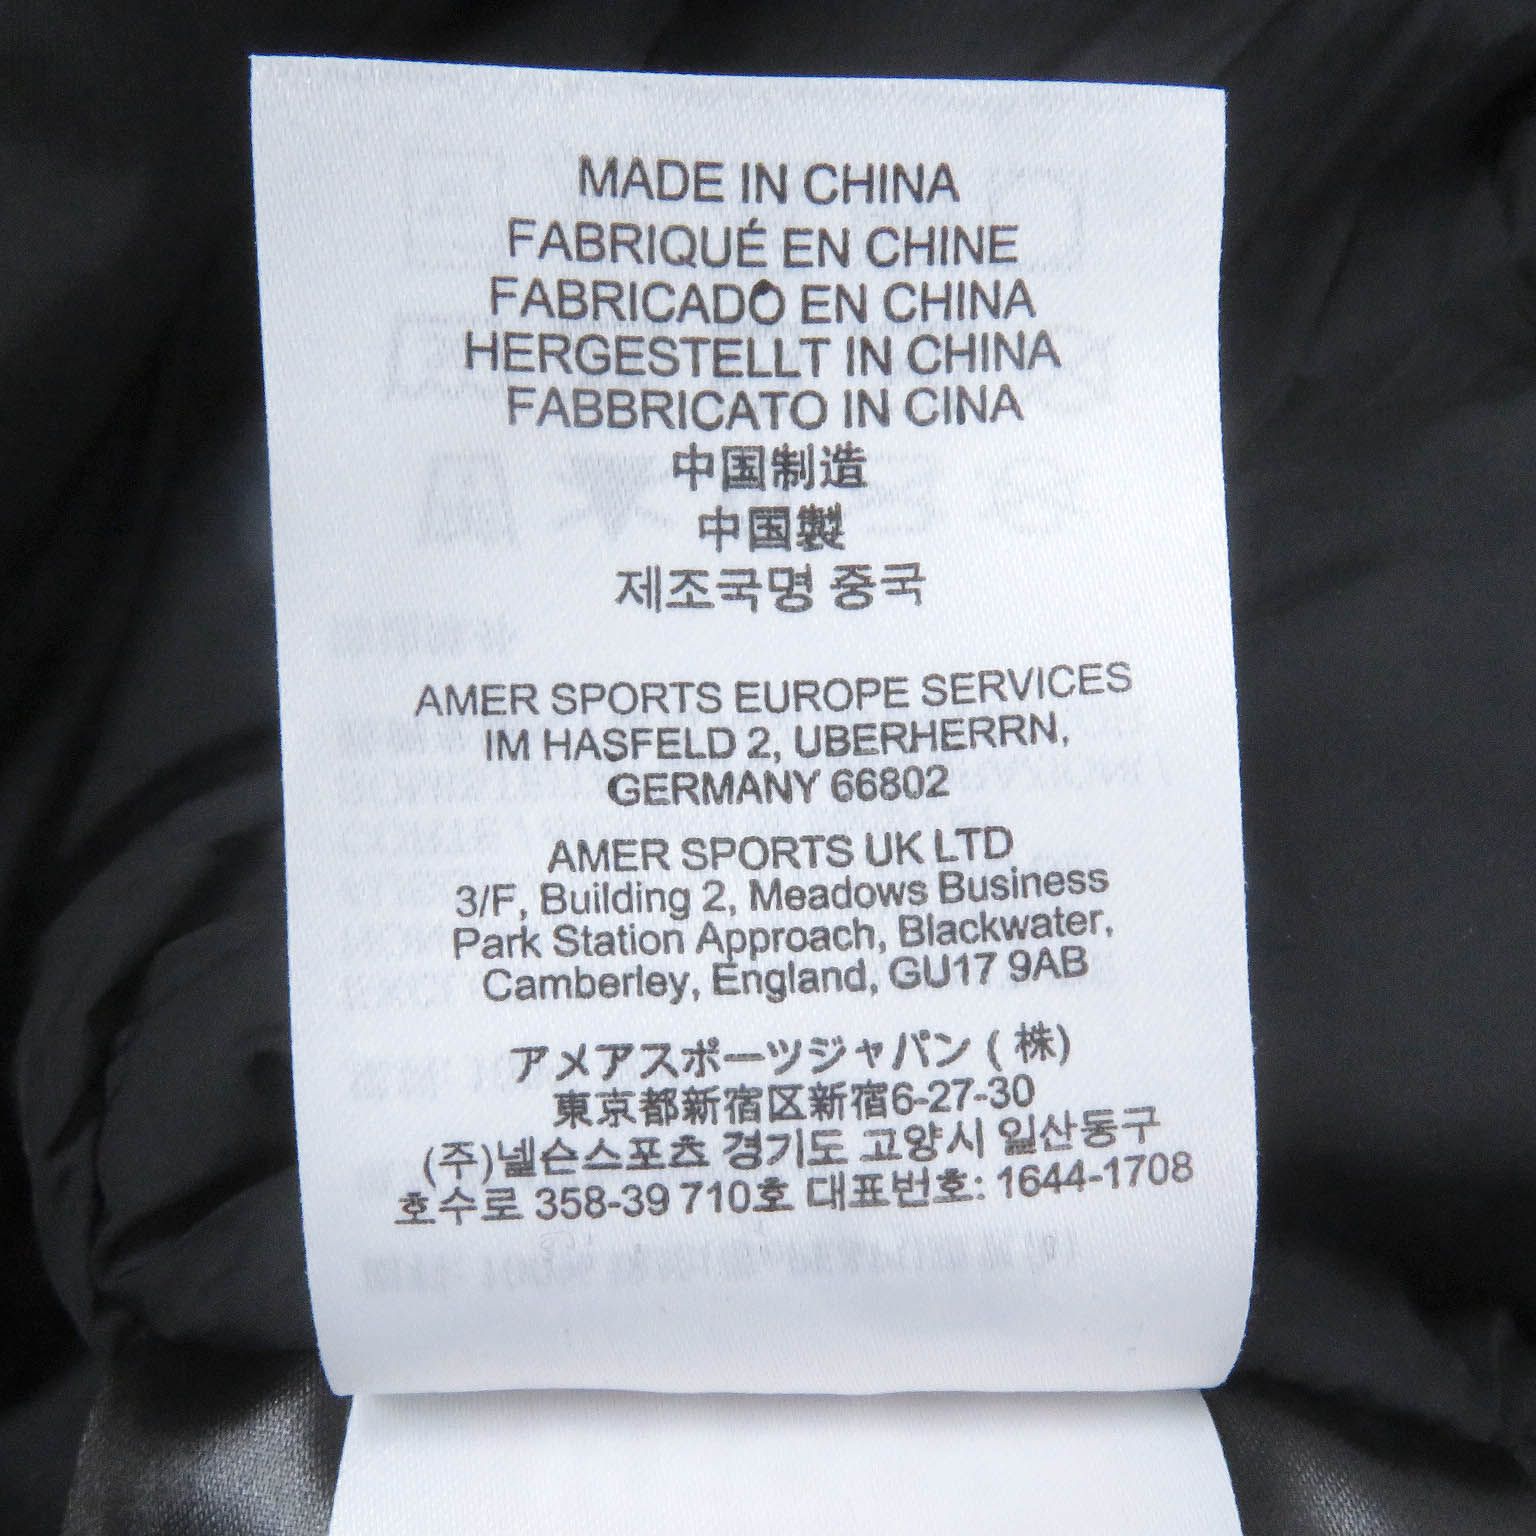 MADE IN CHINA
FABRIQUÉ EN CHINE
FABRICADO EN CHINA
HERGESTELLT IN CHINA
FABBRICATO IN CINA
中国制造
中国製
제조국명 중국
AMER SPORTS EUROPE SERVICES
IM HASFELD 2, UBERHERRN,
GERMANY 66802
AMER SPORTS UK LTD
3/F, Building 2, Meadows Business
Park Station Approach, Blackwater,
Camberley, England, GU17 9AB
アメアスポーツジャパン ( 株)
東京都新宿区新宿6-27-30
(주)넬슨스포츠 경기도 고양시 일산동구
호수로 358-39 710호 대표번호: 1644-1708